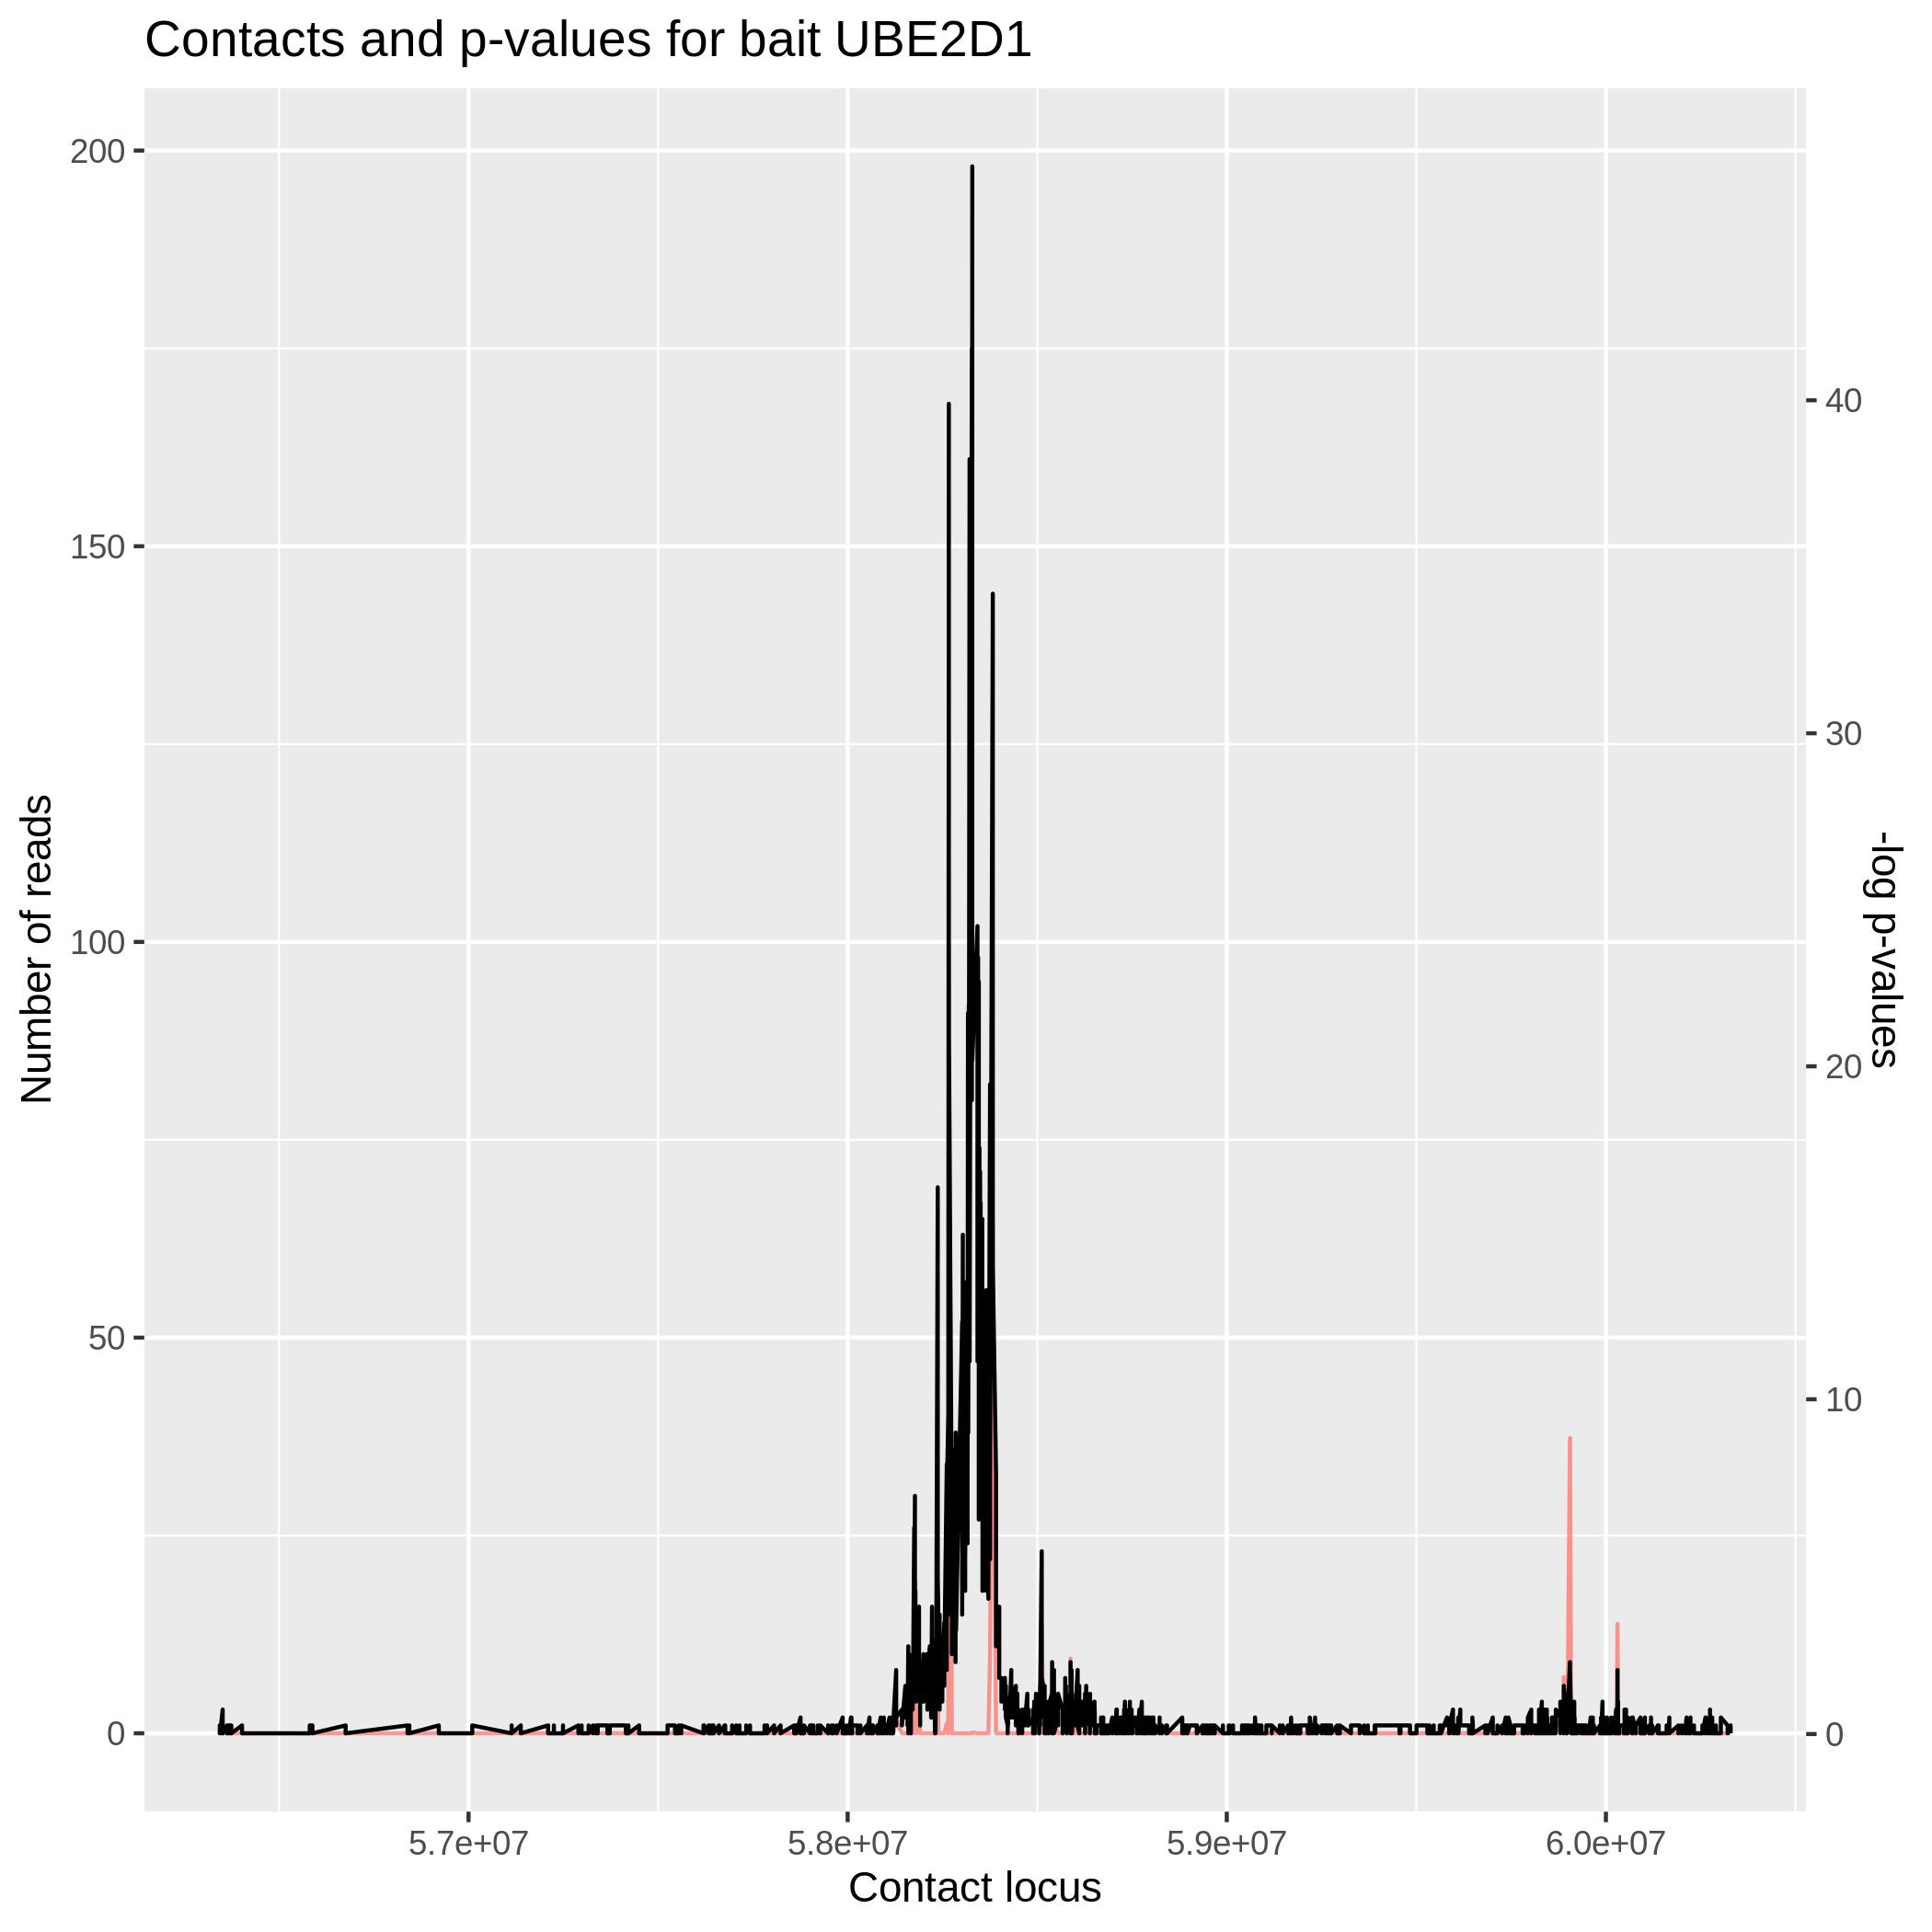 Contacts and p-values for bait UBE2D1
200
150
100
50
0
Number of reads
40
30
20
10
0
-log p-values
5.7e+07
5.8e+07
5.9e+07
6.0e+07
Contact locus